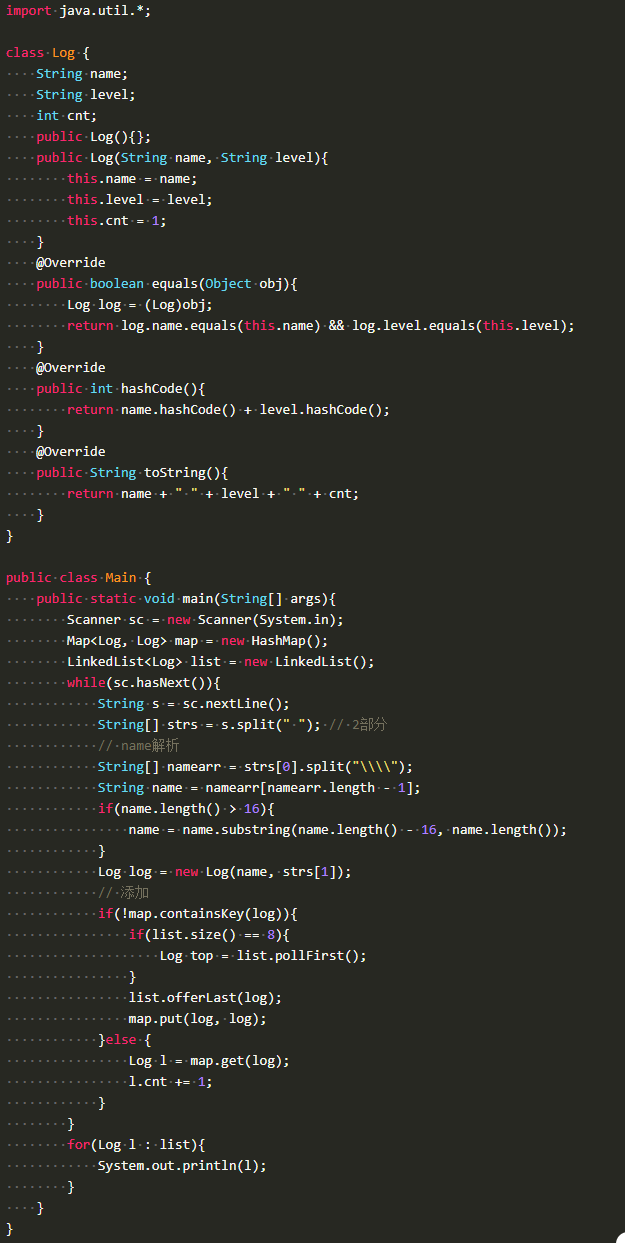 import java.util.*;

class Log {
    String name;
    String level;
    int cnt;
    public Log(){};
    public Log(String name, String level){
        this.name = name;
        this.level = level;
        this.cnt = 1;
    }
    @Override
    public boolean equals(Object obj){
        Log log = (Log)obj;
        return log.name.equals(this.name) && log.level.equals(this.level);
    }
    @Override
    public int hashCode(){
        return name.hashCode() + level.hashCode();
    }
    @Override
    public String toString(){
        return name + " " + level + " " + cnt;
    }
}

public class Main {
    public static void main(String[] args){
        Scanner sc = new Scanner(System.in);
        Map<Log, Log> map = new HashMap();
        LinkedList<Log> list = new LinkedList();
        while(sc.hasNext()){
            String s = sc.nextLine();
            String[] strs = s.split(" "); // 2部分
            // name解析
            String[] namearr = strs[0].split("\\\\");
            String name = namearr[namearr.length - 1];
            if(name.length() > 16){
                name = name.substring(name.length() - 16, name.length());
            }
            Log log = new Log(name, strs[1]);
            // 添加
            if(!map.containsKey(log)){
                if(list.size() == 8){
                    Log top = list.pollFirst();
                }
                list.offerLast(log);
                map.put(log, log);
            }else {
                Log l = map.get(log);
                l.cnt += 1;
            }
        }
        for(Log l : list){
            System.out.println(l);
        }
    }
}